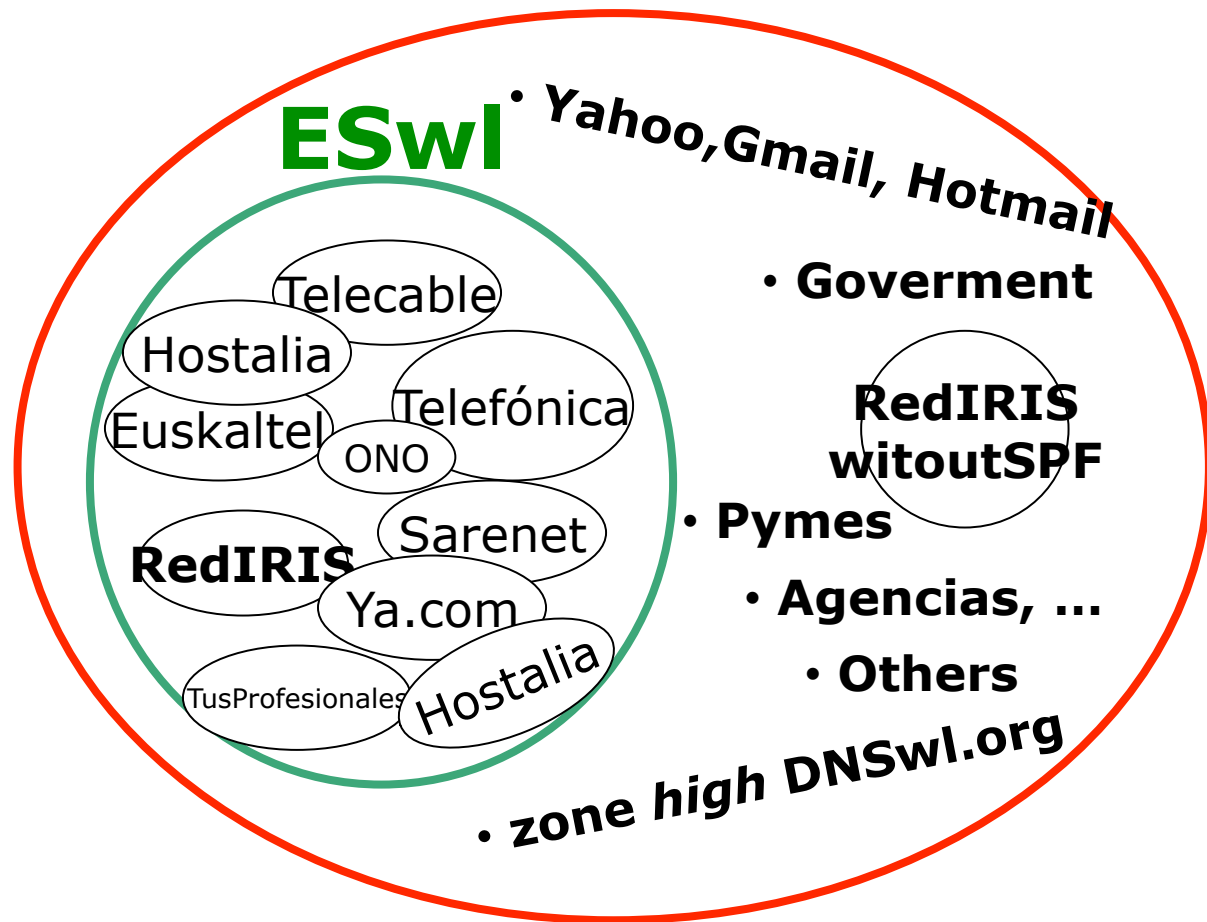 ESwl
• Yahoo,Gmail, Hotmail
• Goverment
Telecable
Hostalia
Telefónica
Euskaltel
ONO
RedIRIS
witoutSPF
• Pymes
Sarenet
RedIRIS
Ya.com
• Agencias, ...
• Others
TusProfesionales
Hostalia
• zone high DNSwl.org